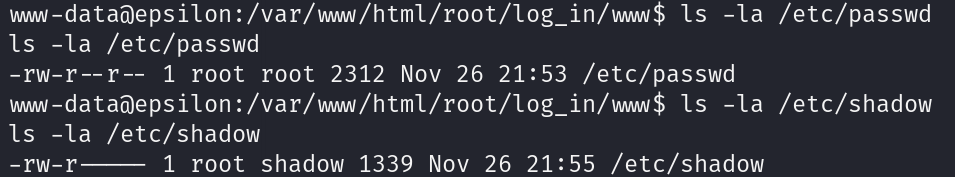 www-data@epsilon:/var/www/html/root/log_in/www$ ls -la /etc/passwd
ls -la /etc/passwd
-rw-r--r-- 1 root root 2312 Nov 26 21:53 /etc/passwd
www-data@epsilon:/var/www/html/root/log_in/www$ ls -la /etc/shadow
ls -la /etc/shadow
-rw-r----- 1 root shadow 1339 Nov 26 21:55 /etc/shadow